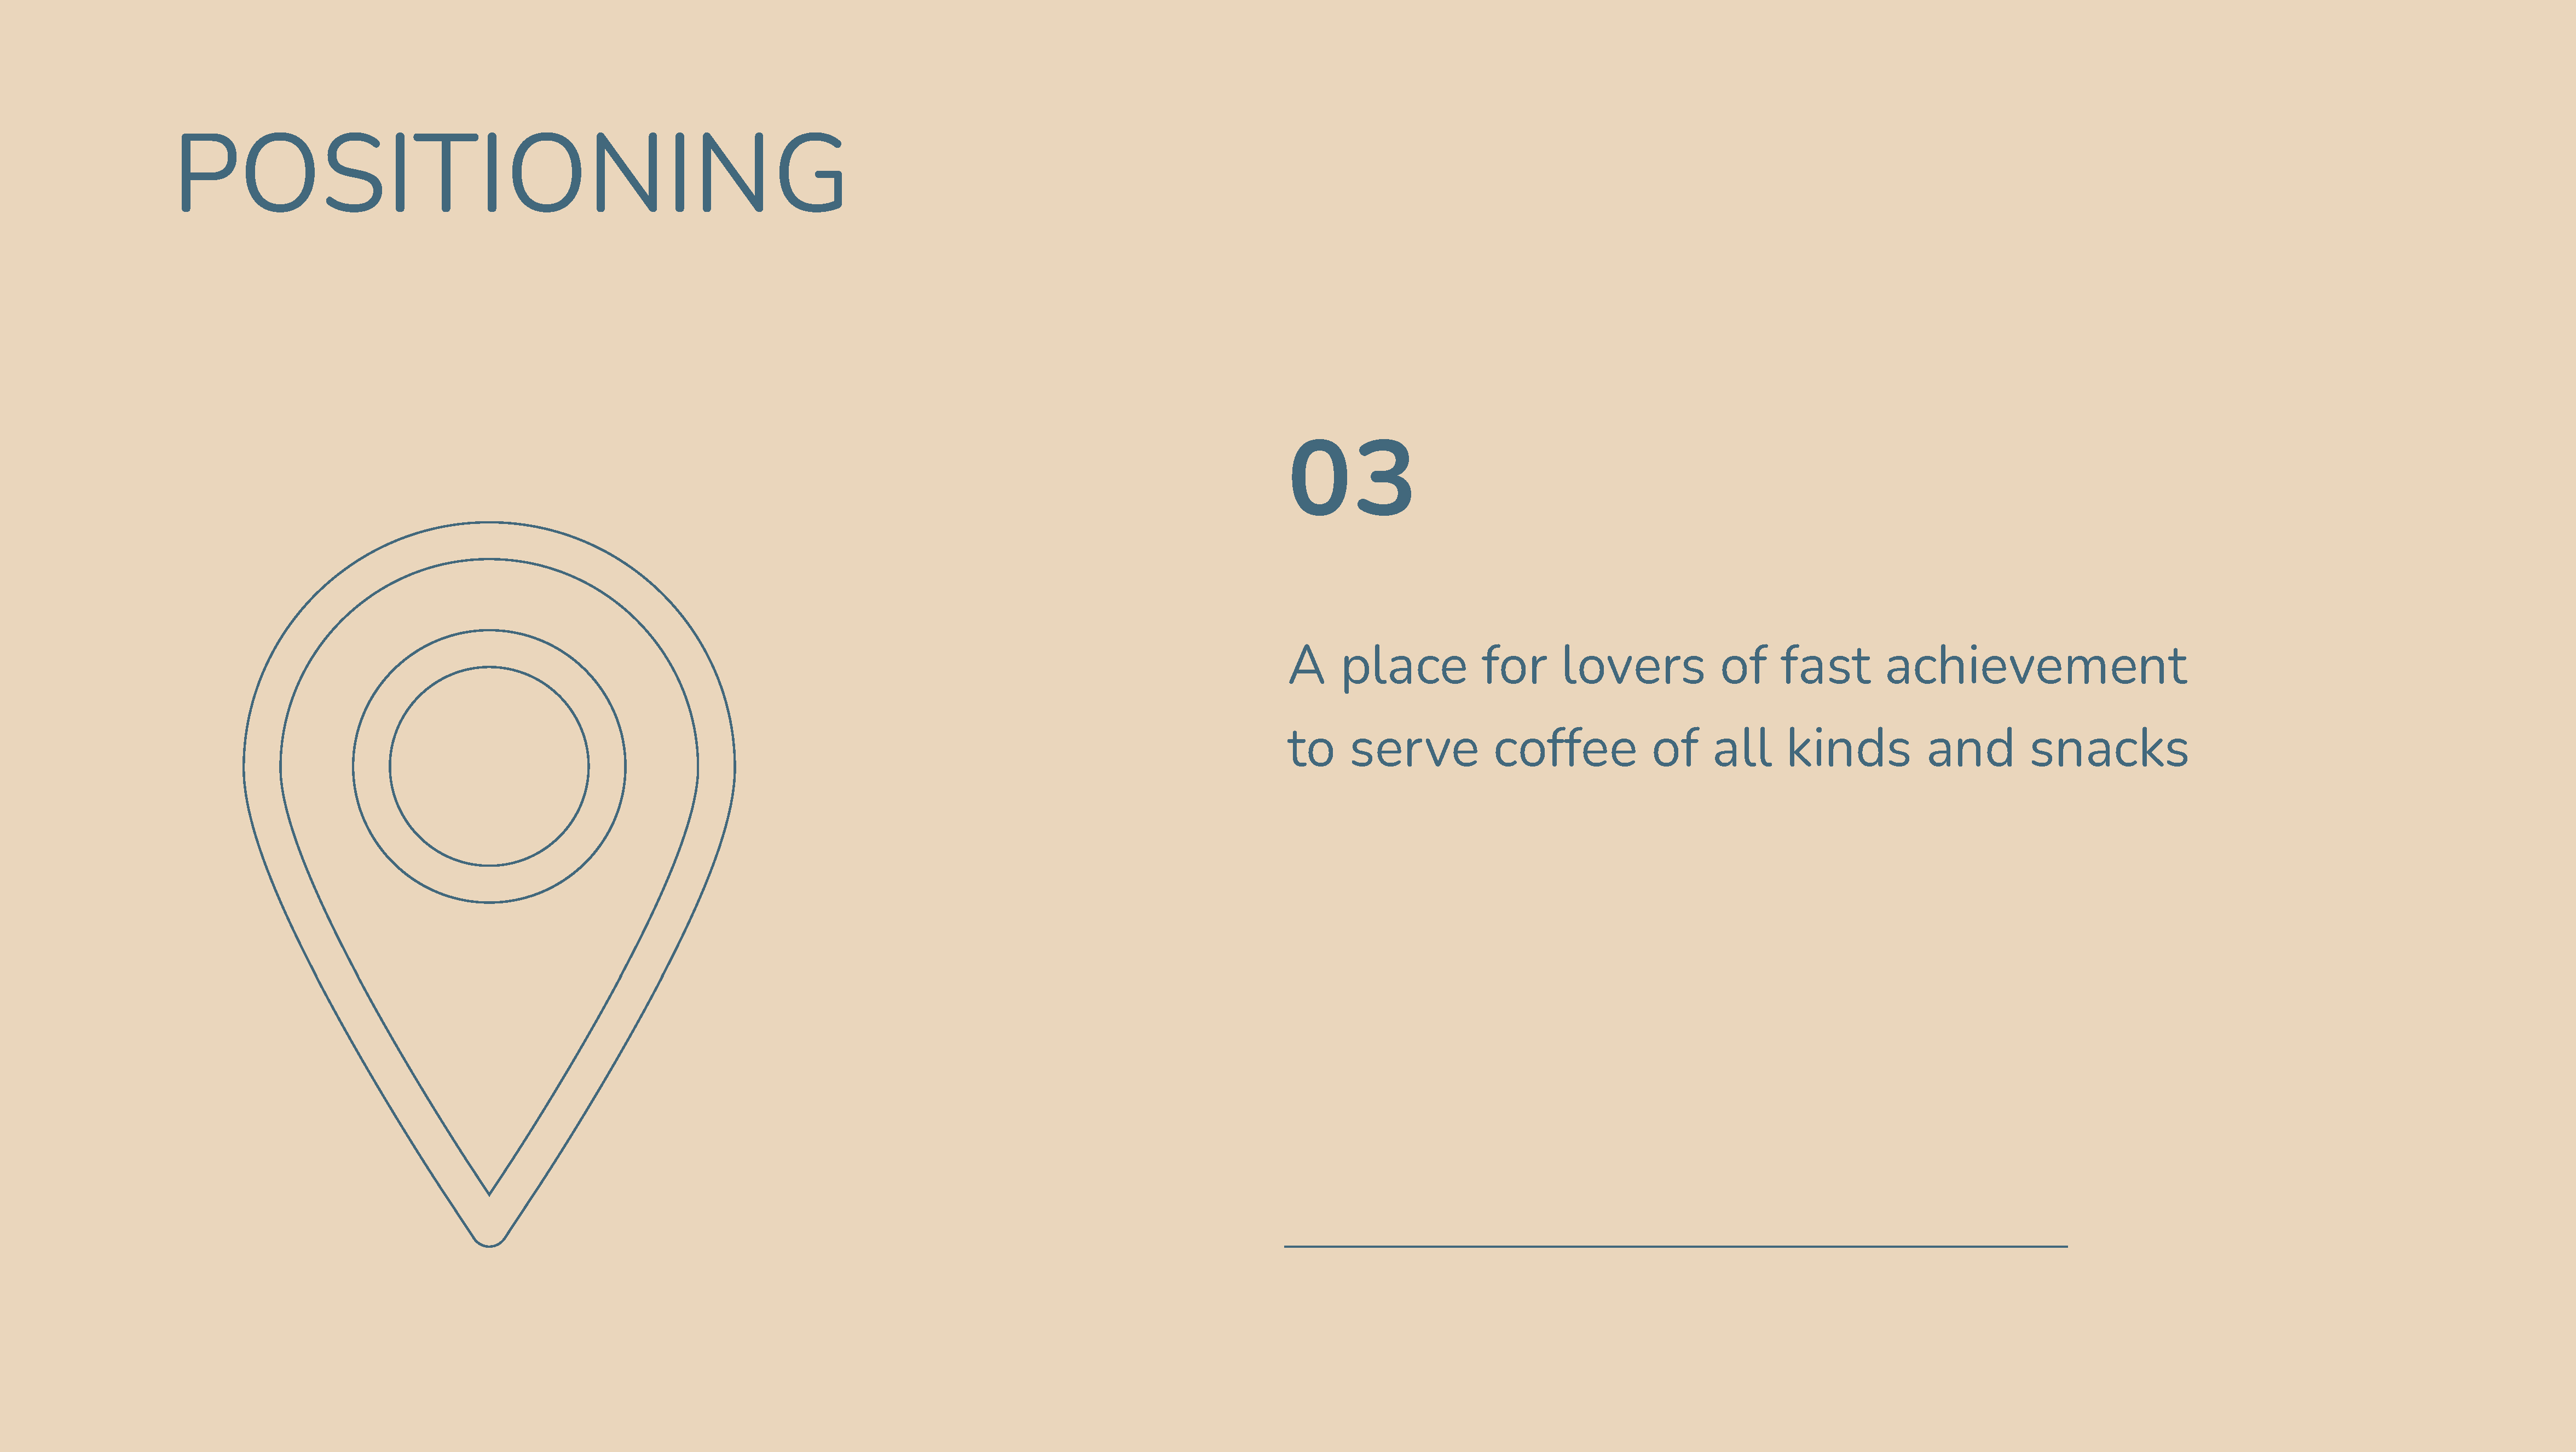 POSITIONING
03
A place for lovers of fast achievement
to serve coffee of all kinds and snacks